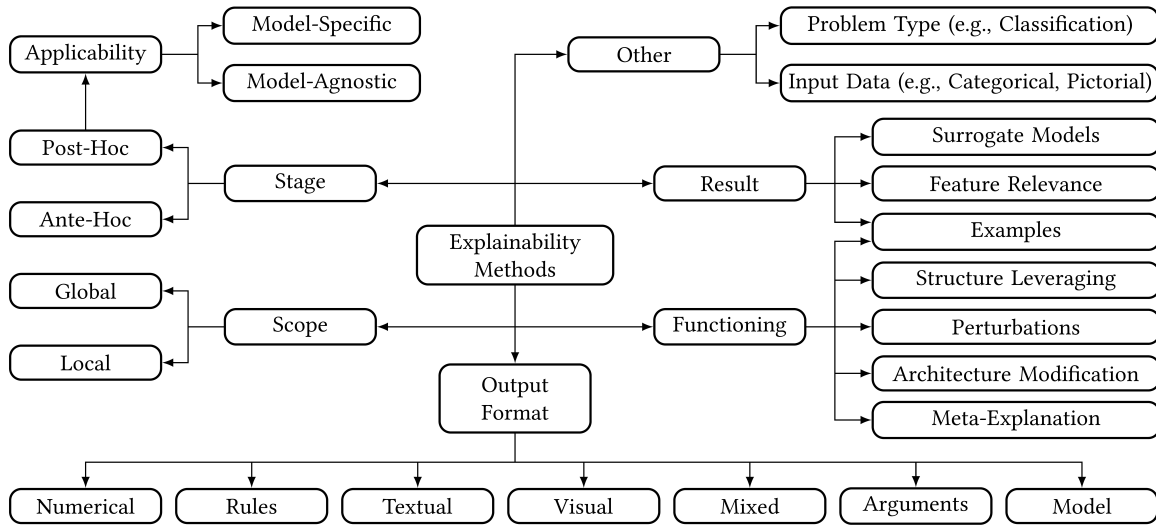 Model-Specific
Problem Type (e.g., Classification)
Applicability
Other
Model-Agnostic
Input Data (e.g., Categorical, Pictorial)
Surrogate Models
Post-Hoc
Stage
Result
Feature Relevance
Ante-Hoc
Examples
Explainability
Methods
Structure Leveraging
Global
Scope
Functioning
Perturbations
Local
Output
Format
Architecture Modification
Meta-Explanation
Numerical
Rules
Textual
Visual
Mixed
Arguments
Model